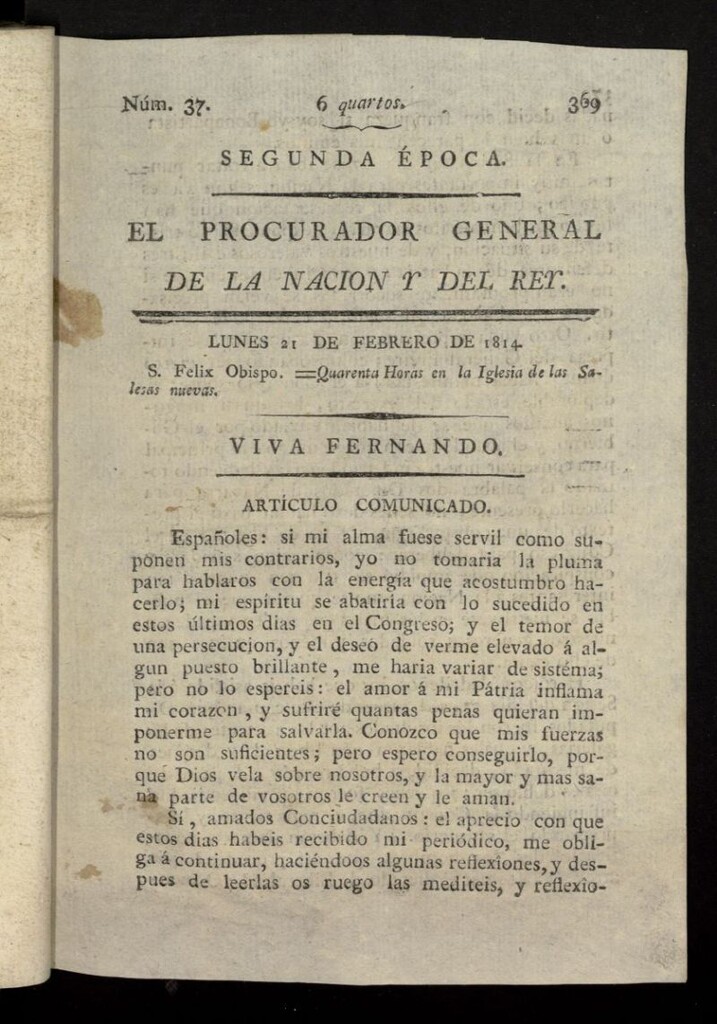 Núm. 37. 6 quartos. 369
SEGUNDA ÉPOCA.
EL PROCURADOR GENERAL
DE LA NACION Y DEL REY.
LUNES 21 DE FEBRERO DE 1814.
S. Felix Obispo. =Quarenta Horas en la Iglesia de las Sa-
lesas nuevas.
VIVA FERNANDO.
ARTÍCULO COMUNICADO.
Españoles: si mi alma fuese servil como su-
ponen mis contrarios, yo no tomaria la pluma
para hablaros con la energía que acostumbro ha-
cerlo; mi espíritu se abatiria con lo sucedido en
estos últimos dias en el Congreso; y el temor de
una persecucion, y el deseo de verme elevado á al-
gun puesto brillante, me haria variar de sistéma;
pero no lo espereis: el amor á mi Pátria inflama
mi corazon, y sufriré quantas penas quieran im-
ponerme para salvarla. Conozco que mis fuerzas
no son suficientes; pero espero conseguirlo, por-
que Dios vela sobre nosotros, y la mayor y mas sa-
na parte de vosotros le creen y le aman.
Sí, amados Conciudadanos: el aprecio con que
estos dias habeis recibido mi periódico, me obli-
ga á continuar, haciéndoos algunas reflexiones, y des-
pues de leerlas os ruego las mediteis, y reflexio-